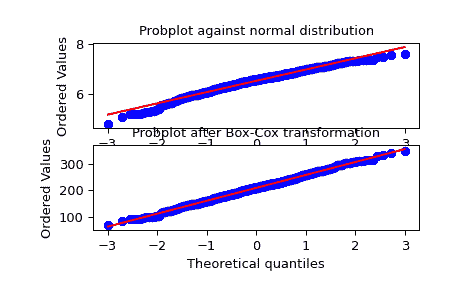 Probplot against normal distribution
8
6
Ordered Values
−3 −2 −1 0 1 2 3
Probplot after Box-Cox transformation
300
200
100
Ordered Values
−3 −2 −1 0 1 2 3
Theoretical quantiles